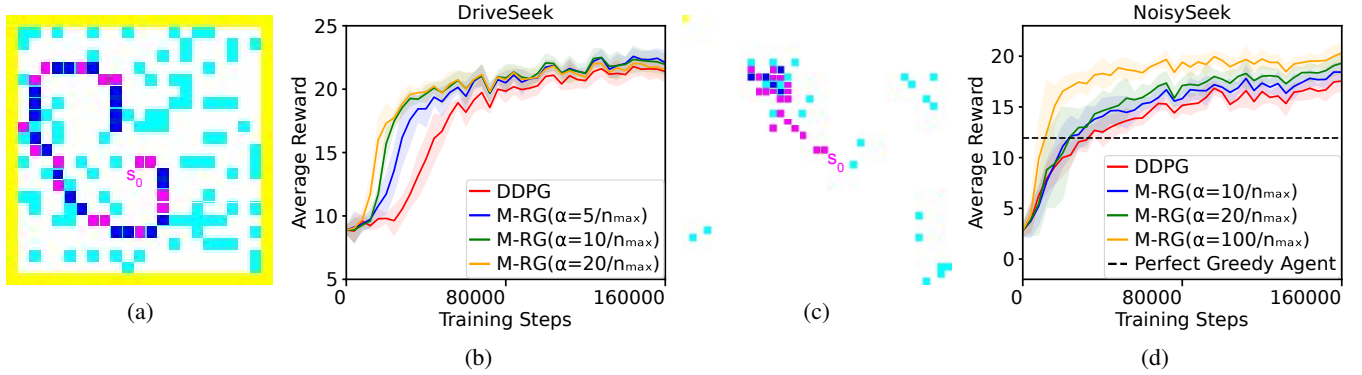 s₀
(a)
DriveSeek
Average Reward
25
20
15
10
5
DDPG
M-RG(α=5/nₘₐₓ)
M-RG(α=10/nₘₐₓ)
M-RG(α=20/nₘₐₓ)
0
80000
160000
Training Steps
(b)
s₀
(c)
NoisySeek
Average Reward
20
15
10
5
0
DDPG
M-RG(α=10/nₘₐₓ)
M-RG(α=20/nₘₐₓ)
M-RG(α=100/nₘₐₓ)
Perfect Greedy Agent
0
80000
160000
Training Steps
(d)